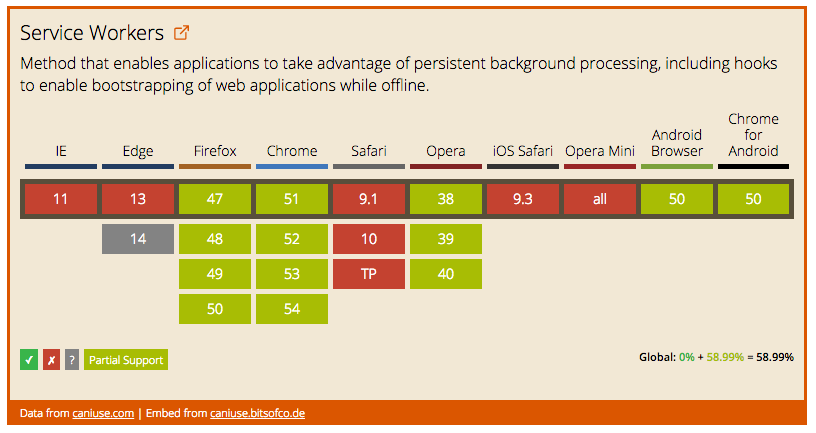 Service Workers
Method that enables applications to take advantage of persistent background processing, including hooks
to enable bootstrapping of web applications while offline.
IE Edge Firefox Chrome Safari Opera iOS Safari Opera Mini Android Browser Chrome for Android
11 13 47 51 9.1 38 9.3 all 50 50
14 48 52 10 39
49 53 TP 40
50 54
✓ ✗ ? Partial Support
Global: 0% + 58.99% = 58.99%
Data from caniuse.com | Embed from caniuse.bitsofco.de